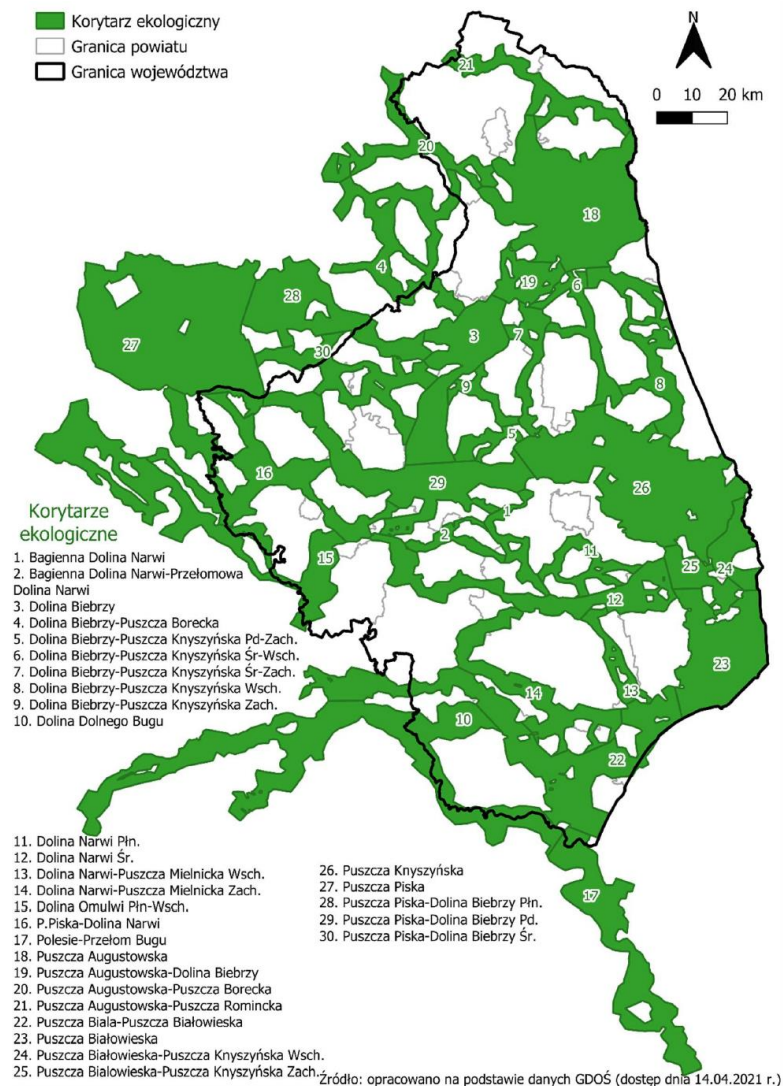 Korytarz ekologiczny
Granica powiatu
Granica województwa
N
0 10 20 km
21
20
18
4
28
19
6
27
3
7
30
9
8
5
16
29
26
1
2
11
15
25
24
12
23
13
14
10
22
17
Korytarze
ekologiczne
1. Bagienna Dolina Narwi
2. Bagienna Dolina Narwi-Przełomowa
Dolina Narwi
3. Dolina Biebrzy
4. Dolina Biebrzy-Puszcza Borecka
5. Dolina Biebrzy-Puszcza Knyszyńska Pd-Zach.
6. Dolina Biebrzy-Puszcza Knyszyńska Śr-Wsch.
7. Dolina Biebrzy-Puszcza Knyszyńska Śr-Zach.
8. Dolina Biebrzy-Puszcza Knyszyńska Wsch.
9. Dolina Biebrzy-Puszcza Knyszyńska Zach.
10. Dolina Dolnego Bugu
11. Dolina Narwi Płn.
12. Dolina Narwi Śr.
13. Dolina Narwi-Puszcza Mielnicka Wsch.
14. Dolina Narwi-Puszcza Mielnicka Zach.
15. Dolina Omulwi Płn-Wsch.
16. P.Piska-Dolina Narwi
17. Polesie-Przełom Bugu
18. Puszcza Augustowska
19. Puszcza Augustowska-Dolina Biebrzy
20. Puszcza Augustowska-Puszcza Borecka
21. Puszcza Augustowska-Puszcza Romincka
22. Puszcza Biala-Puszcza Białowieska
23. Puszcza Białowieska
24. Puszcza Białowieska-Puszcza Knyszyńska Wsch.
25. Puszcza Bialowieska-Puszcza Knyszyńska Zach.
26. Puszcza Knyszyńska
27. Puszcza Piska
28. Puszcza Piska-Dolina Biebrzy Płn.
29. Puszcza Piska-Dolina Biebrzy Pd.
30. Puszcza Piska-Dolina Biebrzy Śr.
Źródło: opracowano na podstawie danych GDOŚ (dostęp dnia 14.04.2021 r.)